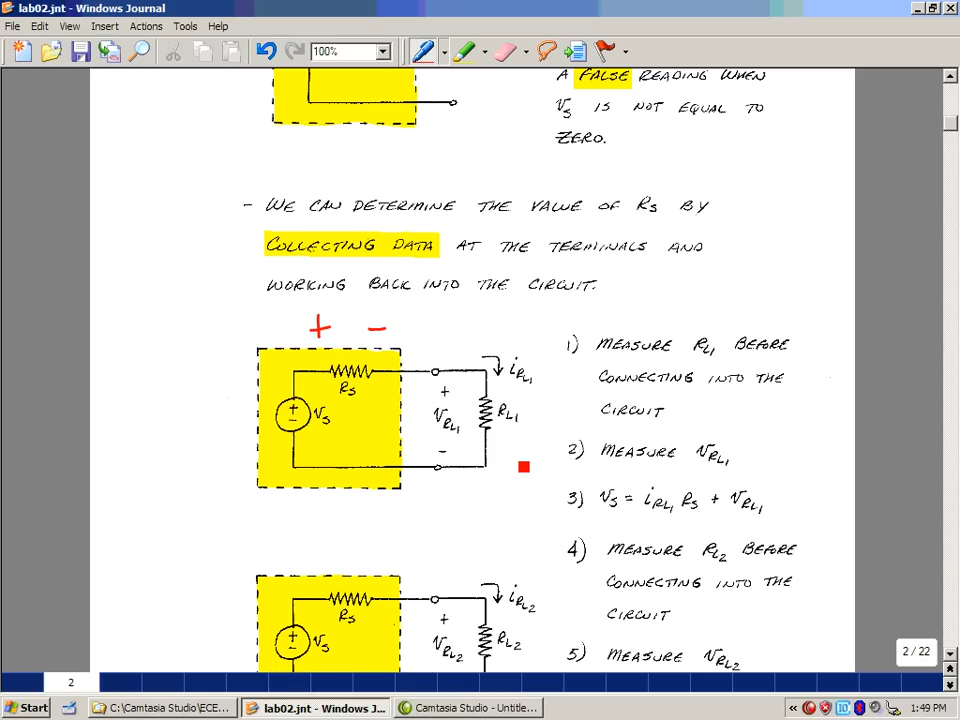 lab02.jnt - Windows Journal
File Edit View Insert Actions Tools Help
100%
A FALSE READING WHEN
VS IS NOT EQUAL TO
ZERO.
- WE CAN DETERMINE THE VALUE OF RS BY
COLLECTING DATA AT THE TERMINALS AND
WORKING BACK INTO THE CIRCUIT.
+ -
RS
+
-
VS
+
VRL1
-
iRL1
RL1
1) MEASURE RL1 BEFORE
CONNECTING INTO THE
CIRCUIT
2) MEASURE VRL1
3) VS = iRL1 RS + VRL1
4) MEASURE RL2 BEFORE
CONNECTING INTO THE
CIRCUIT
5) MEASURE VRL2
RS
+
-
VS
+
VRL2
iRL2
RL2
2 / 22
2
Start
C:\Camtasia Studio\ECE...
lab02.jnt - Windows J...
Camtasia Studio - Untitle...
1:49 PM